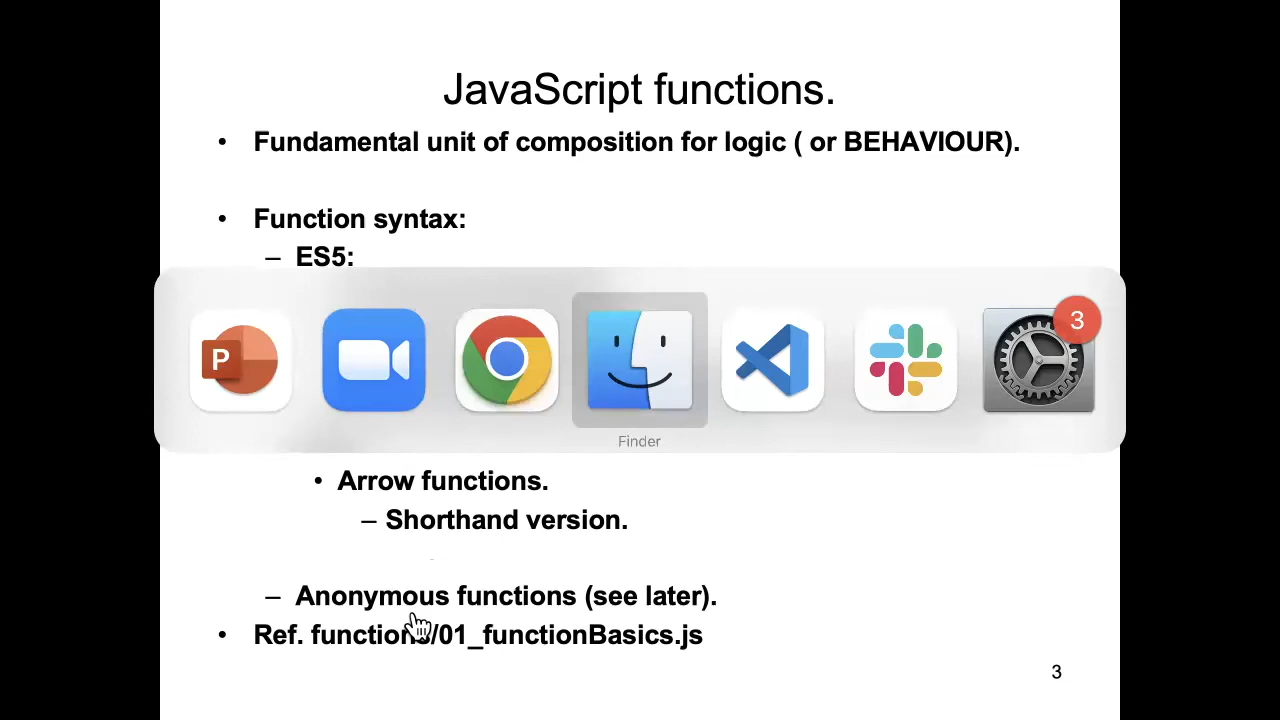 JavaScript functions.
• Fundamental unit of composition for logic ( or BEHAVIOUR).
• Function syntax:
– ES5:
P
3
Finder
• Arrow functions.
– Shorthand version.
– Anonymous functions (see later).
• Ref. functions/01_functionBasics.js
3